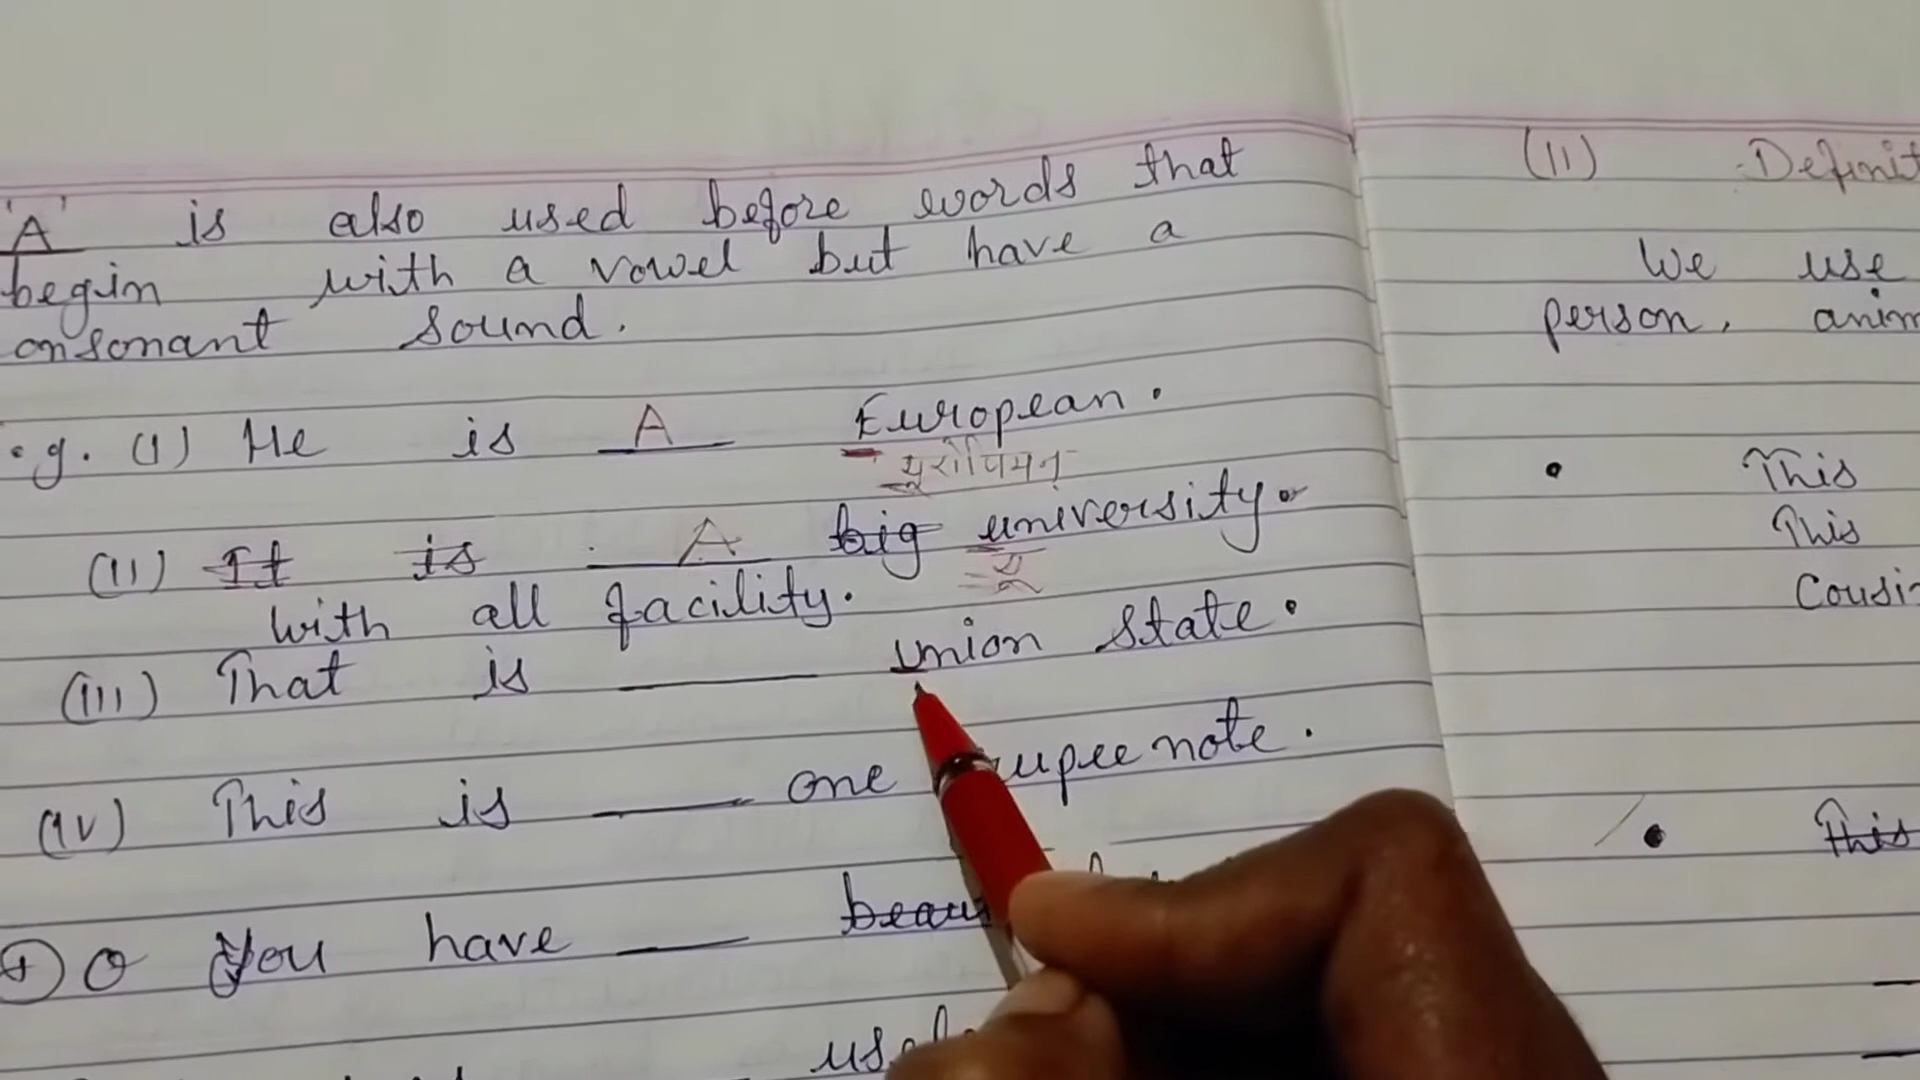 'A' is also used before words that
begin with a vowel but have a
onsonant sound.
.g. (I) He is A European.
यूरोपियन
(II) It is A big university.
यू
with all facility.
(III) That is ____ union state.
(IV) This is ____ one rupee note.
O You have ____
(II) Definit
We use
person, anim
• This
This
Cousi
• This